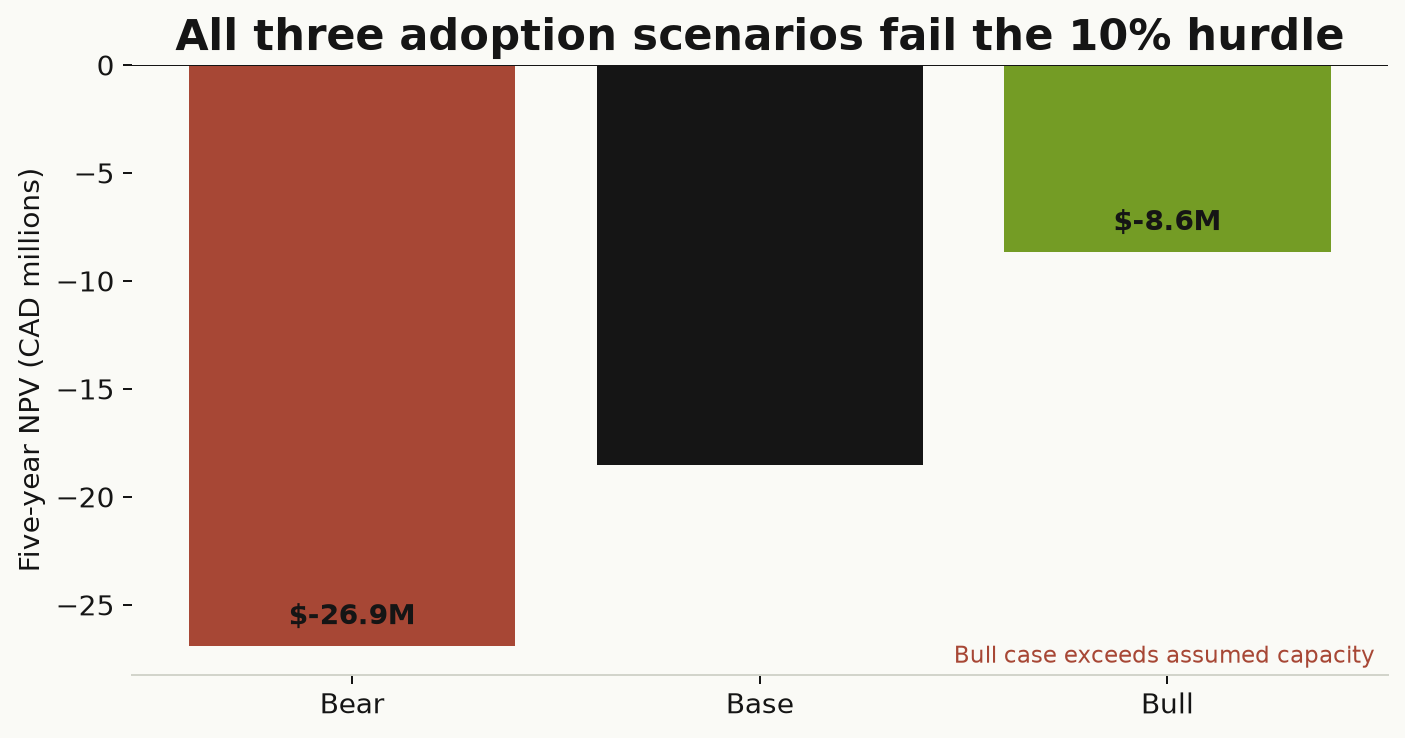 All three adoption scenarios fail the 10% hurdle
Five-year NPV (CAD millions)
0
−5
−10
−15
−20
−25
$-26.9M
$-8.6M
Bull case exceeds assumed capacity
Bear
Base
Bull